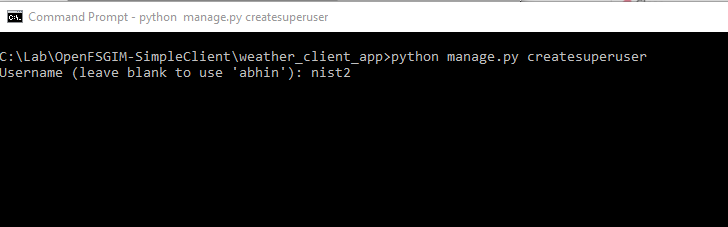 Command Prompt - python  manage.py createsuperuser
C:\Lab\OpenFSGIM-SimpleClient\weather_client_app>python manage.py createsuperuser
Username (leave blank to use 'abhin'): nist2